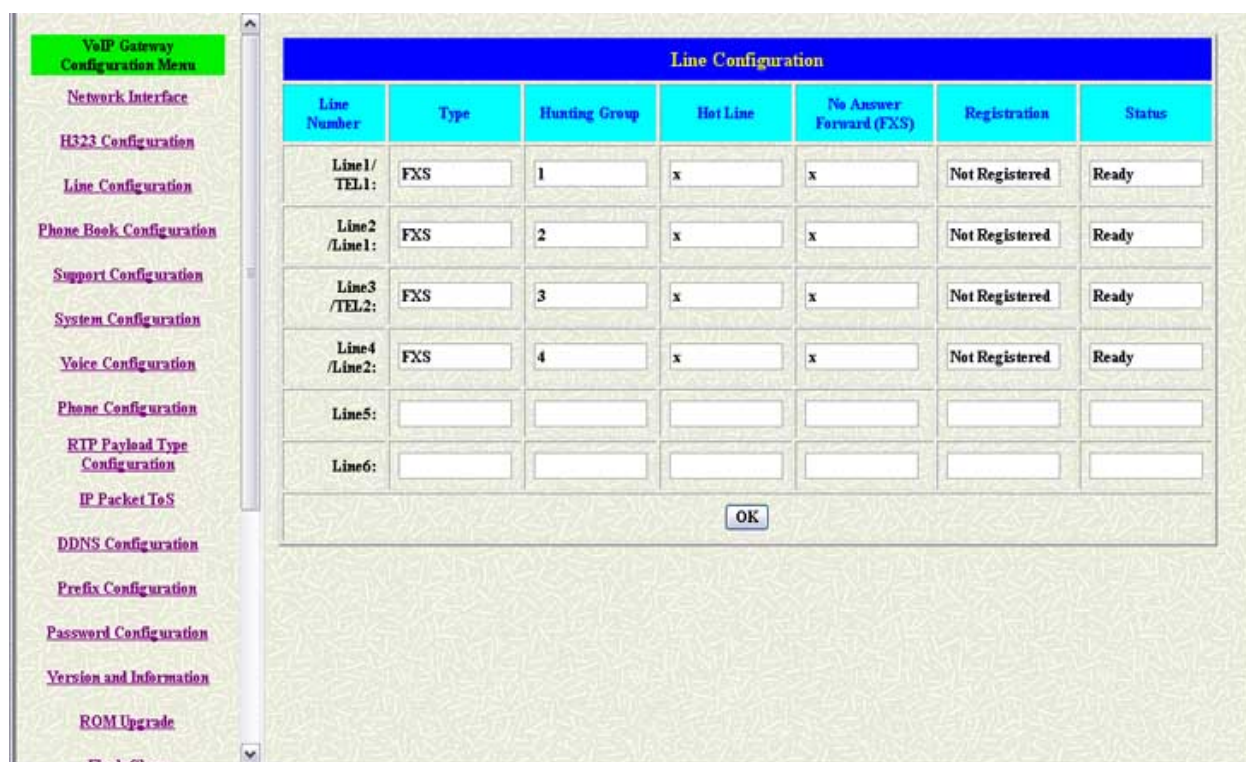 VoIP Gateway
Configuration Menu
Network Interface
H323 Configuration
Line Configuration
Phone Book Configuration
Support Configuration
System Configuration
Voice Configuration
Phone Configuration
RTP Payload Type
Configuration
IP Packet ToS
DDNS Configuration
Prefix Configuration
Password Configuration
Version and Information
ROM Upgrade
Line Configuration
Line Number Type Hunting Group Hot Line No Answer Forward (FXS) Registration Status
Line1/ TEL1: FXS 1 x x Not Registered Ready
Line2 /Line1: FXS 2 x x Not Registered Ready
Line3 /TEL2: FXS 3 x x Not Registered Ready
Line4 /Line2: FXS 4 x x Not Registered Ready
Line5:
Line6:
OK